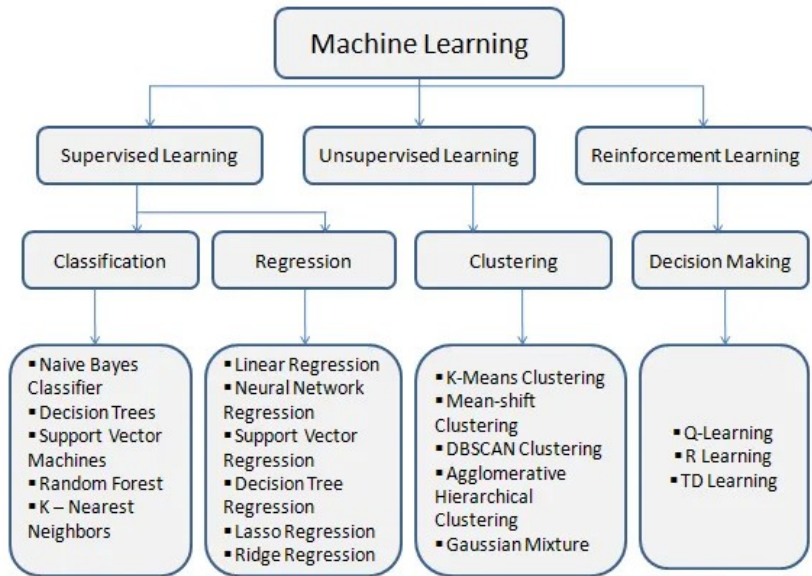 Machine Learning
Supervised Learning
Unsupervised Learning
Reinforcement Learning
Classification
Regression
Clustering
Decision Making
▪ Naive Bayes
Classifier
▪ Decision Trees
▪ Support Vector
Machines
▪ Random Forest
▪ K – Nearest
Neighbors
▪ Linear Regression
▪ Neural Network
Regression
▪ Support Vector
Regression
▪ Decision Tree
Regression
▪ Lasso Regression
▪ Ridge Regression
▪ K-Means Clustering
▪ Mean-shift
Clustering
▪ DBSCAN Clustering
▪ Agglomerative
Hierarchical
Clustering
▪ Gaussian Mixture
▪ Q-Learning
▪ R Learning
▪ TD Learning